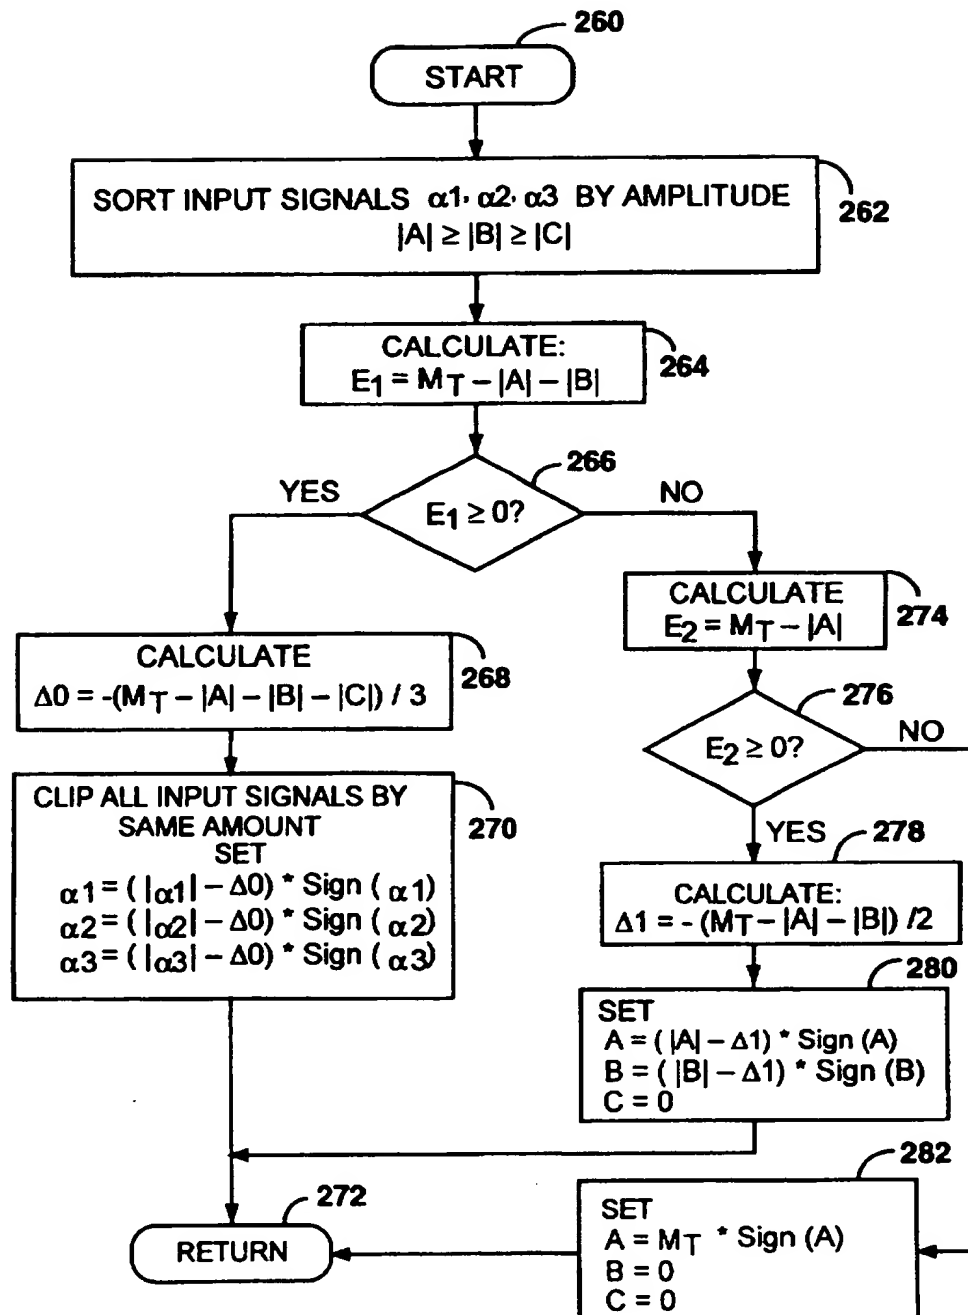 260
START
SORT INPUT SIGNALS α1, α2, α3 BY AMPLITUDE
|A| ≥ |B| ≥ |C|
262
CALCULATE:
E1 = MT – |A| – |B|
264
266
YES
E1 ≥ 0?
NO
CALCULATE
E2 = MT – |A|
274
CALCULATE
Δ0 = -(MT – |A| – |B| – |C|) / 3
268
276
E2 ≥ 0?
NO
YES
CLIP ALL INPUT SIGNALS BY
SAME AMOUNT
SET
α1 = ( |α1| – Δ0) * Sign ( α1)
α2 = ( |α2| – Δ0) * Sign ( α2)
α3 = ( |α3| – Δ0) * Sign ( α3)
270
278
CALCULATE:
Δ1 = - (MT – |A| – |B|) /2
280
SET
A = ( |A| – Δ1) * Sign (A)
B = ( |B| – Δ1) * Sign (B)
C = 0
282
SET
A = MT * Sign (A)
B = 0
C = 0
272
RETURN